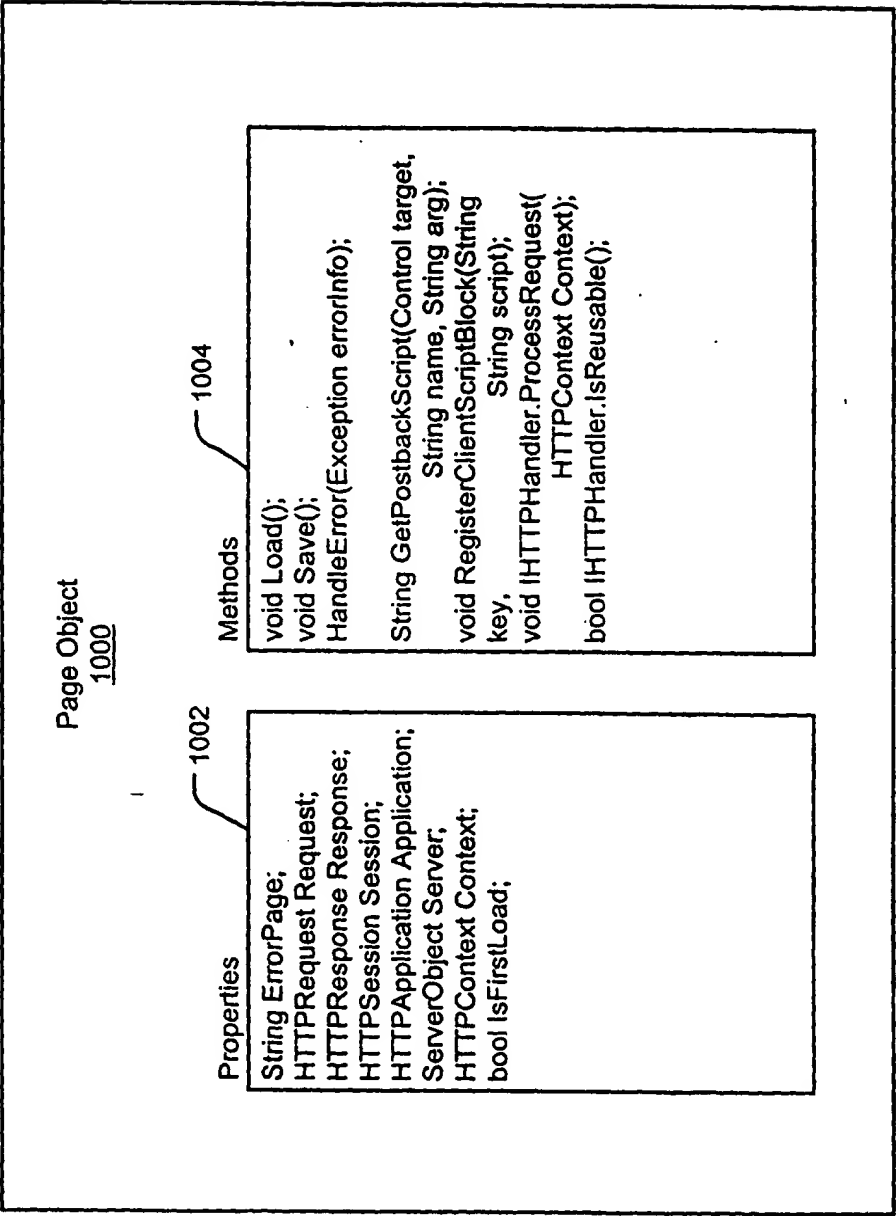 Page Object
1000
Properties
1002
String ErrorPage;
HTTPRequest Request;
HTTPResponse Response;
HTTPSession Session;
HTTPApplication Application;
ServerObject Server;
HTTPContext Context;
bool IsFirstLoad;
Methods
1004
void Load();
void Save();
HandleError(Exception errorInfo);
String GetPostbackScript(Control target,
String name, String arg);
void RegisterClientScriptBlock(String
key,
String script);
void IHTTPHandler.ProcessRequest(
HTTPContext Context);
bool IHTTPHandler.IsReusable();